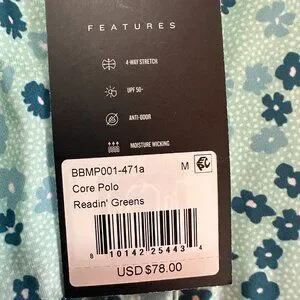 FEATURES
4-WAY STRETCH
UPF 50+
ANTI-ODOR
MOISTURE WICKING
BBMP001-471a M
Core Polo
Readin' Greens
8 10142 25443 4
USD $78.00